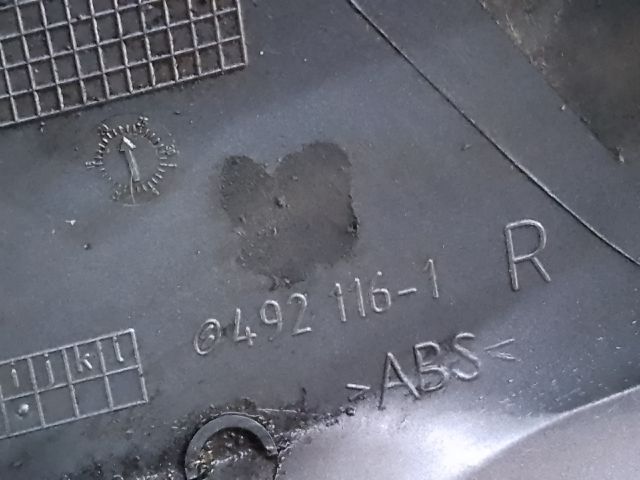 R
0492 116-1
>ABS<
i j k l